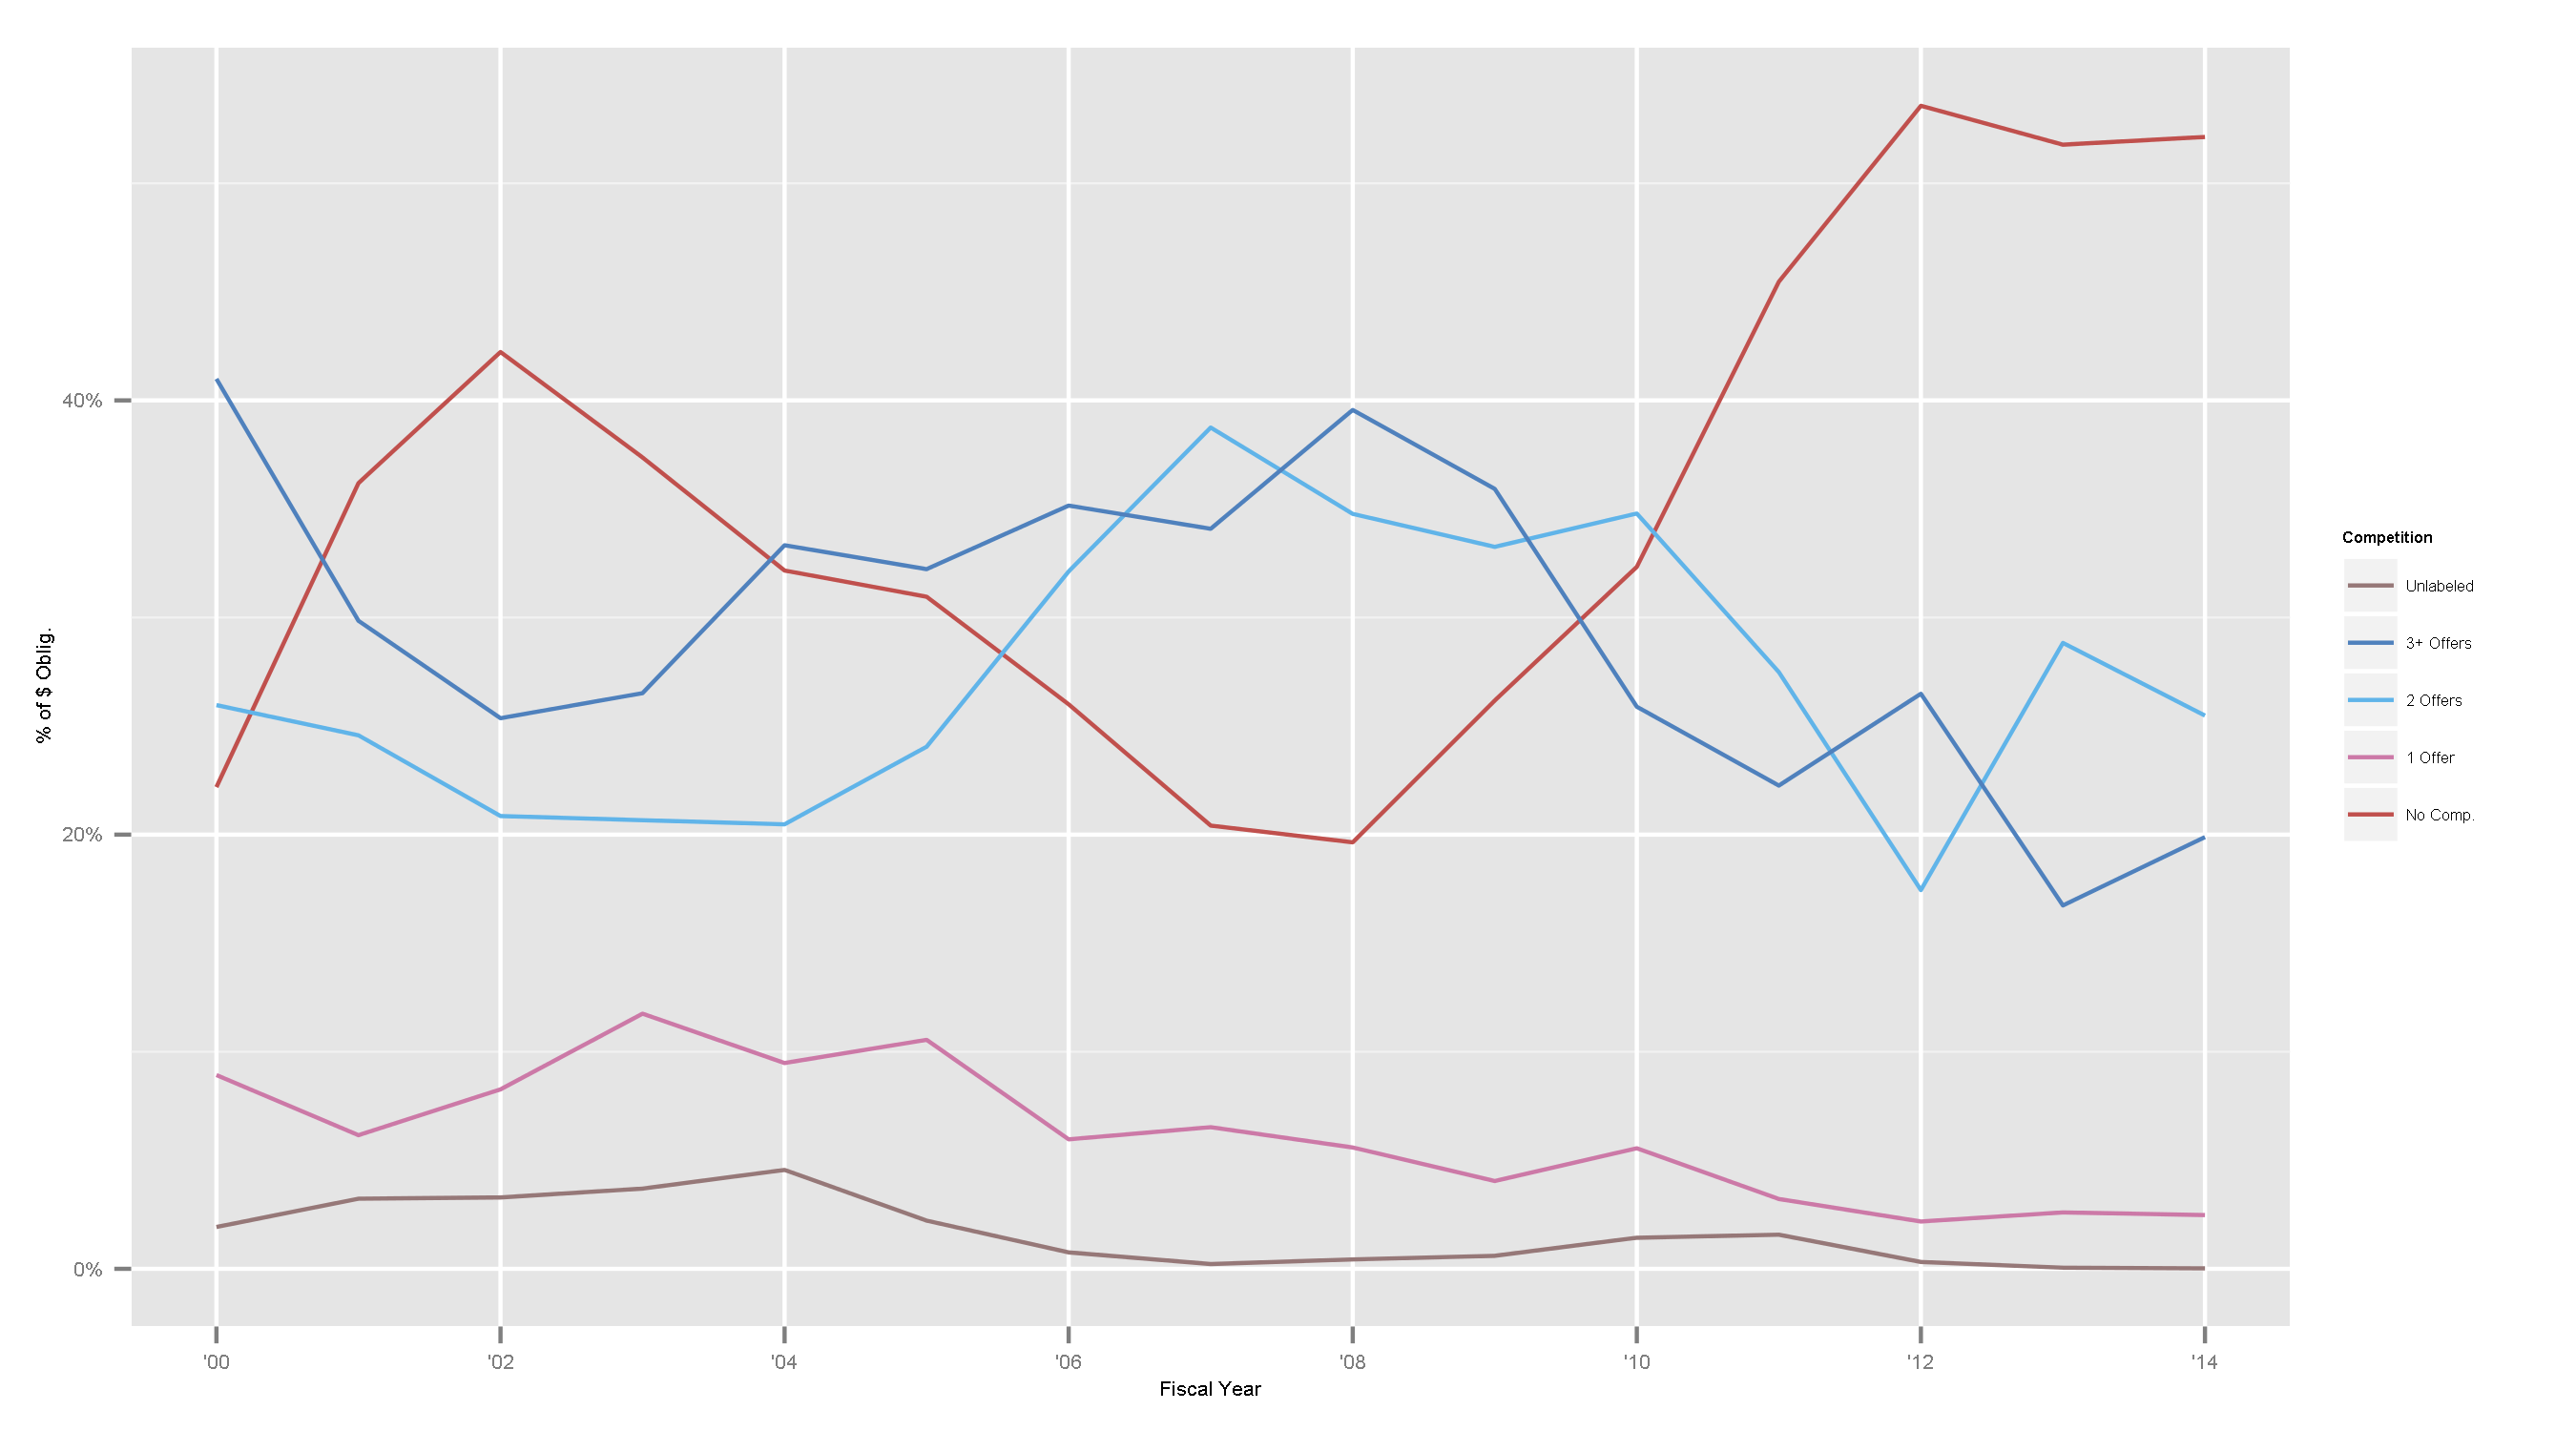 % of $ Oblig.
40%
20%
0%
'00
'02
'04
'06
'08
'10
'12
'14
Fiscal Year
Competition
Unlabeled
3+ Offers
2 Offers
1 Offer
No Comp.